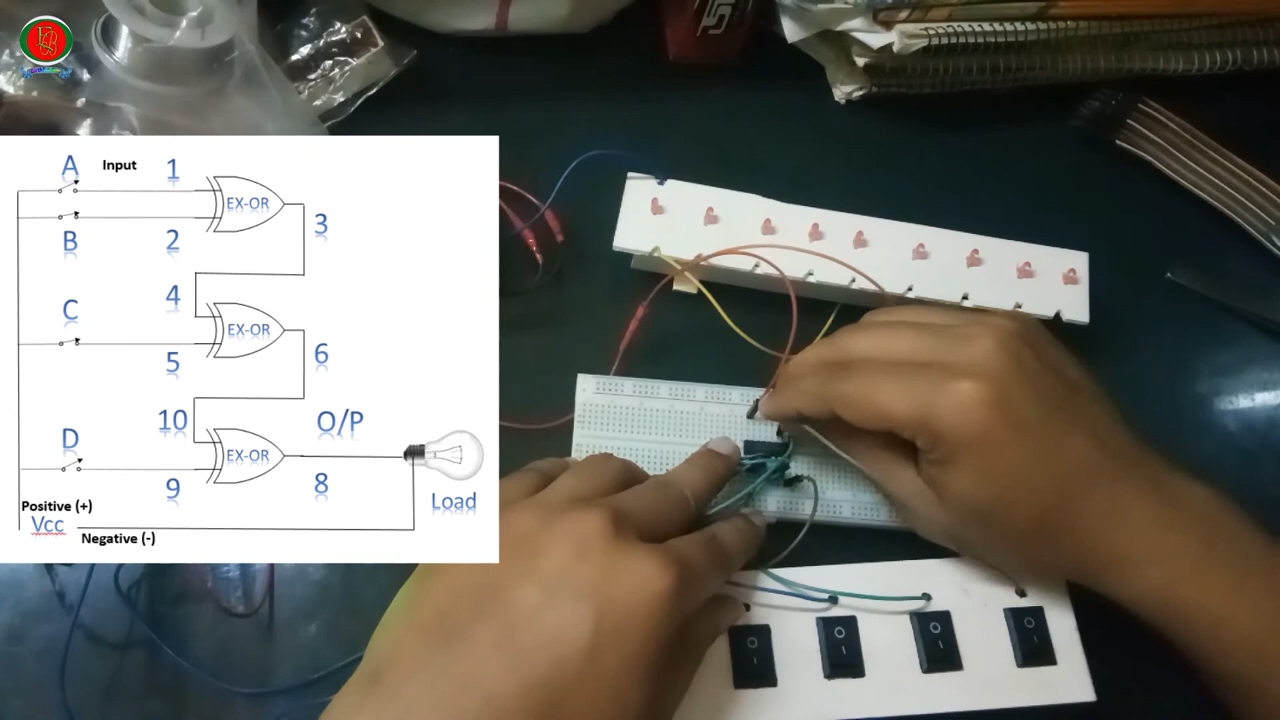 A Input 1
EX-OR
3
B 2
4
C
EX-OR
5 6
10 O/P
D
EX-OR
9 8
Load
Positive (+)
Vcc
Negative (-)
O
I
O
I
O
I
O
I